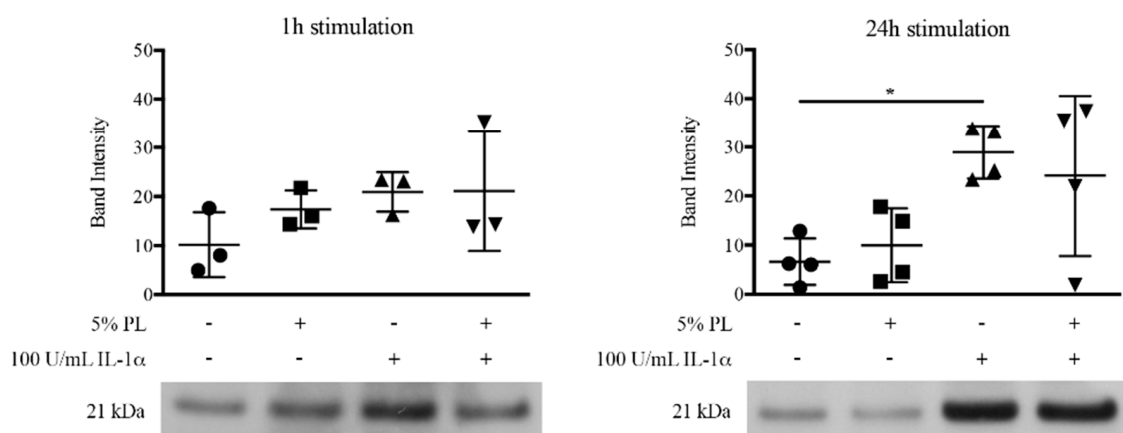 1h stimulation
50
40
30
20
10
0
Band Intensity
5% PL - + - +
100 U/mL IL-1α - - + +
21 kDa
24h stimulation
50
40
30
20
10
0
Band Intensity
*
5% PL - + - +
100 U/mL IL-1α - - + +
21 kDa